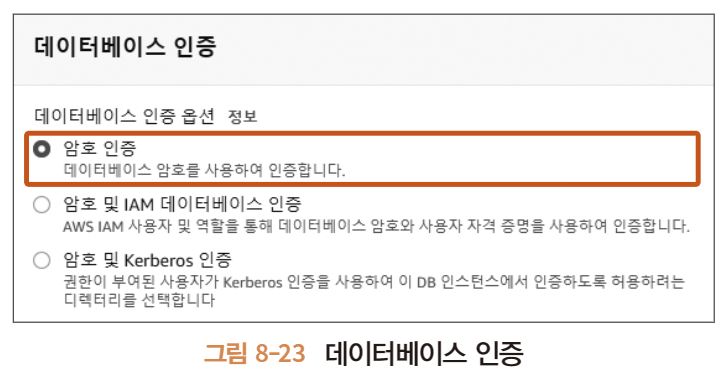 데이터베이스 인증
데이터베이스 인증 옵션 정보
암호 인증
데이터베이스 암호를 사용하여 인증합니다.
암호 및 IAM 데이터베이스 인증
AWS IAM 사용자 및 역할을 통해 데이터베이스 암호와 사용자 자격 증명을 사용하여 인증합니다.
암호 및 Kerberos 인증
권한이 부여된 사용자가 Kerberos 인증을 사용하여 이 DB 인스턴스에서 인증하도록 허용하려는
디렉터리를 선택합니다
그림 8-23 데이터베이스 인증